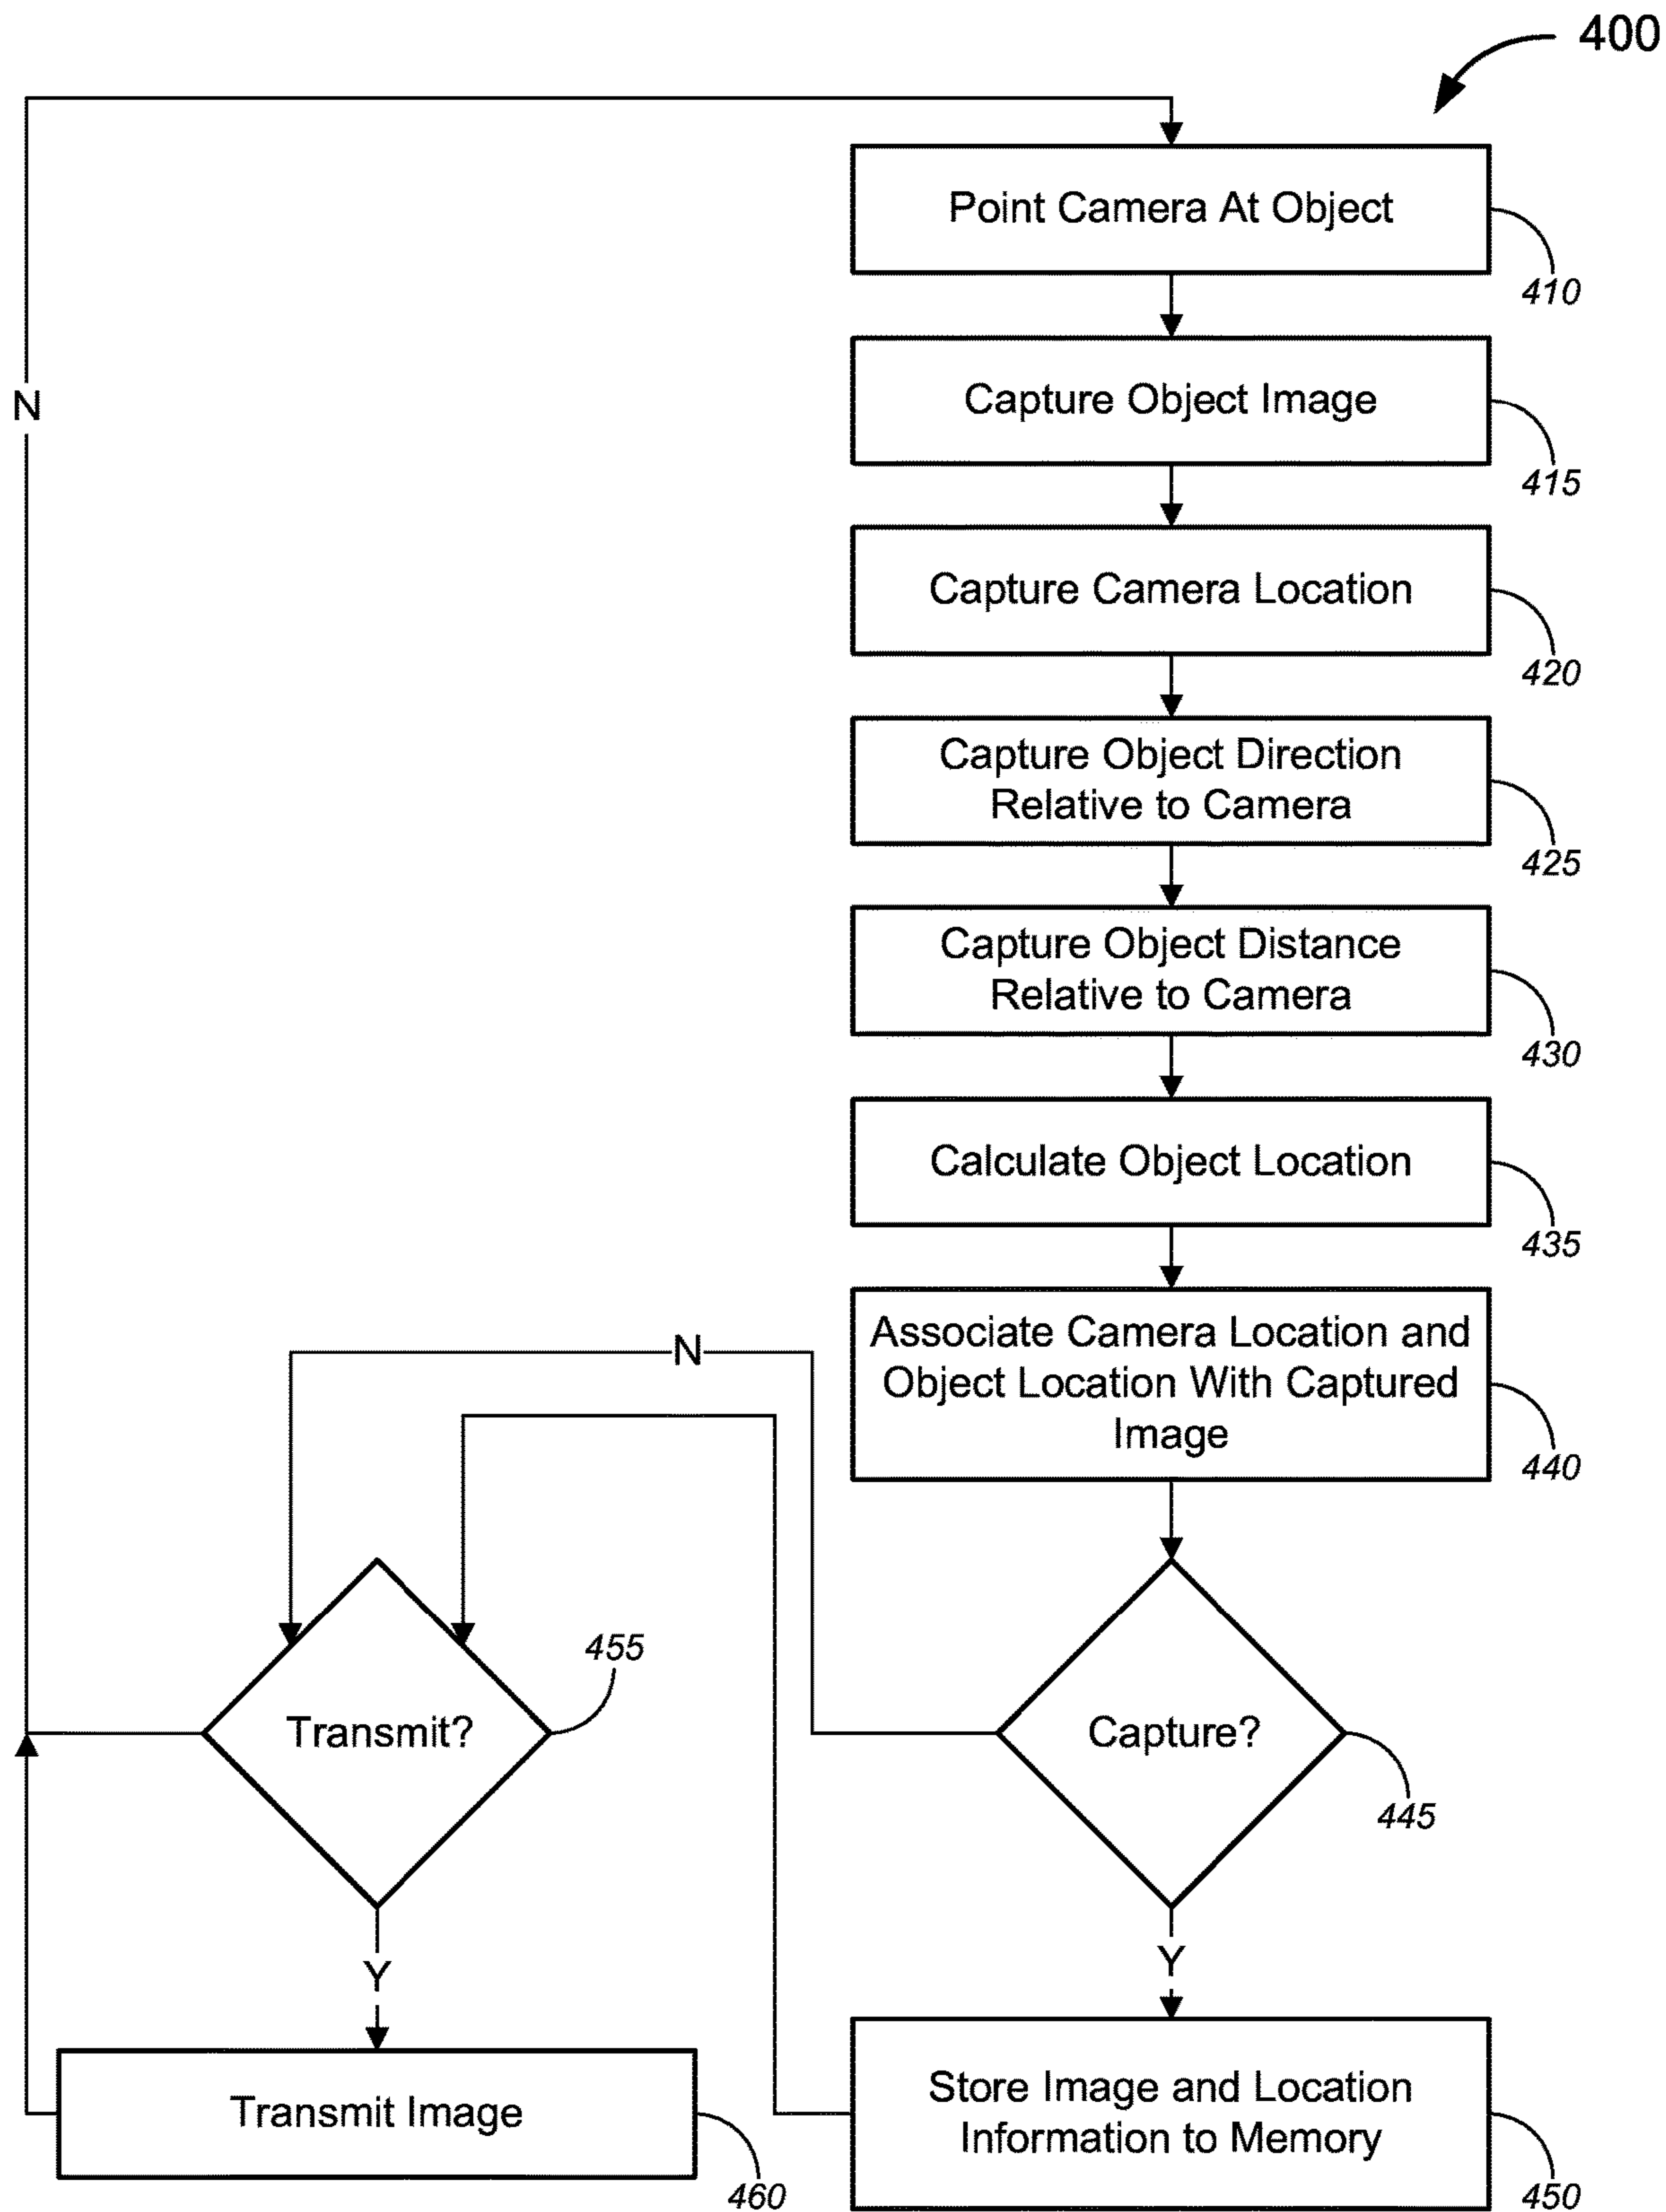 400
Point Camera At Object
410
Capture Object Image
415
Capture Camera Location
420
Capture Object Direction
Relative to Camera
425
Capture Object Distance
Relative to Camera
430
Calculate Object Location
435
Associate Camera Location and
Object Location With Captured
Image
440
N
N
Transmit?
455
Capture?
445
Y
Y
Transmit Image
460
Store Image and Location
Information to Memory
450